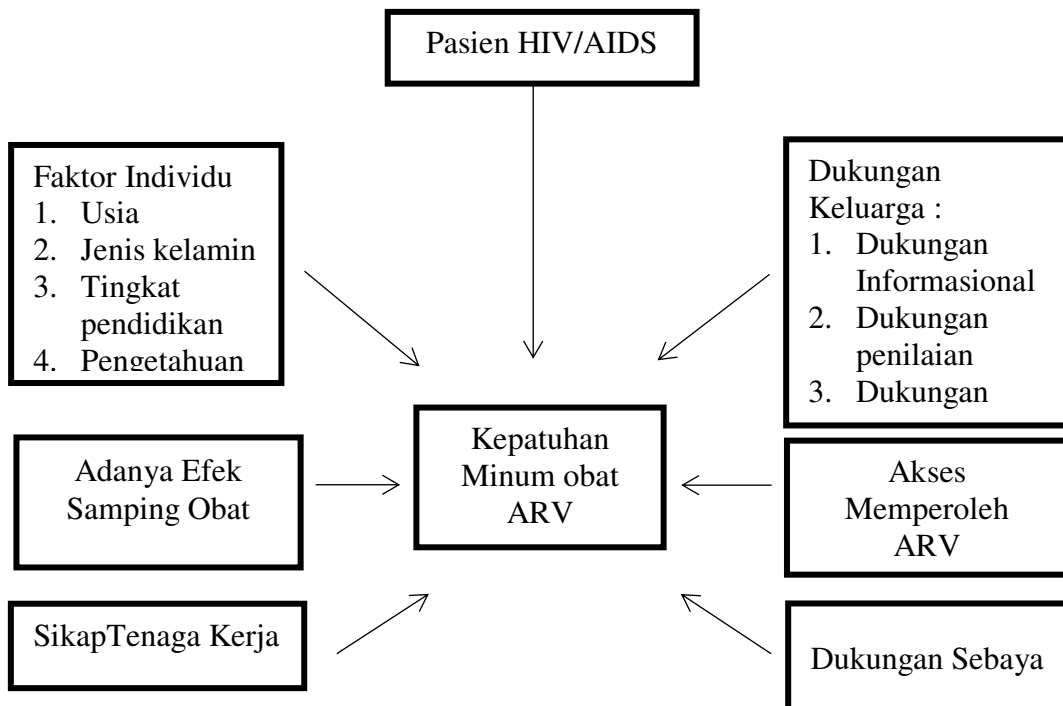 Pasien HIV/AIDS
Faktor Individu
1. Usia
2. Jenis kelamin
3. Tingkat
pendidikan
4. Pengetahuan
Dukungan
Keluarga :
1. Dukungan
Informasional
2. Dukungan
penilaian
3. Dukungan
Adanya Efek
Samping Obat
Kepatuhan
Minum obat
ARV
Akses
Memperoleh
ARV
SikapTenaga Kerja
Dukungan Sebaya